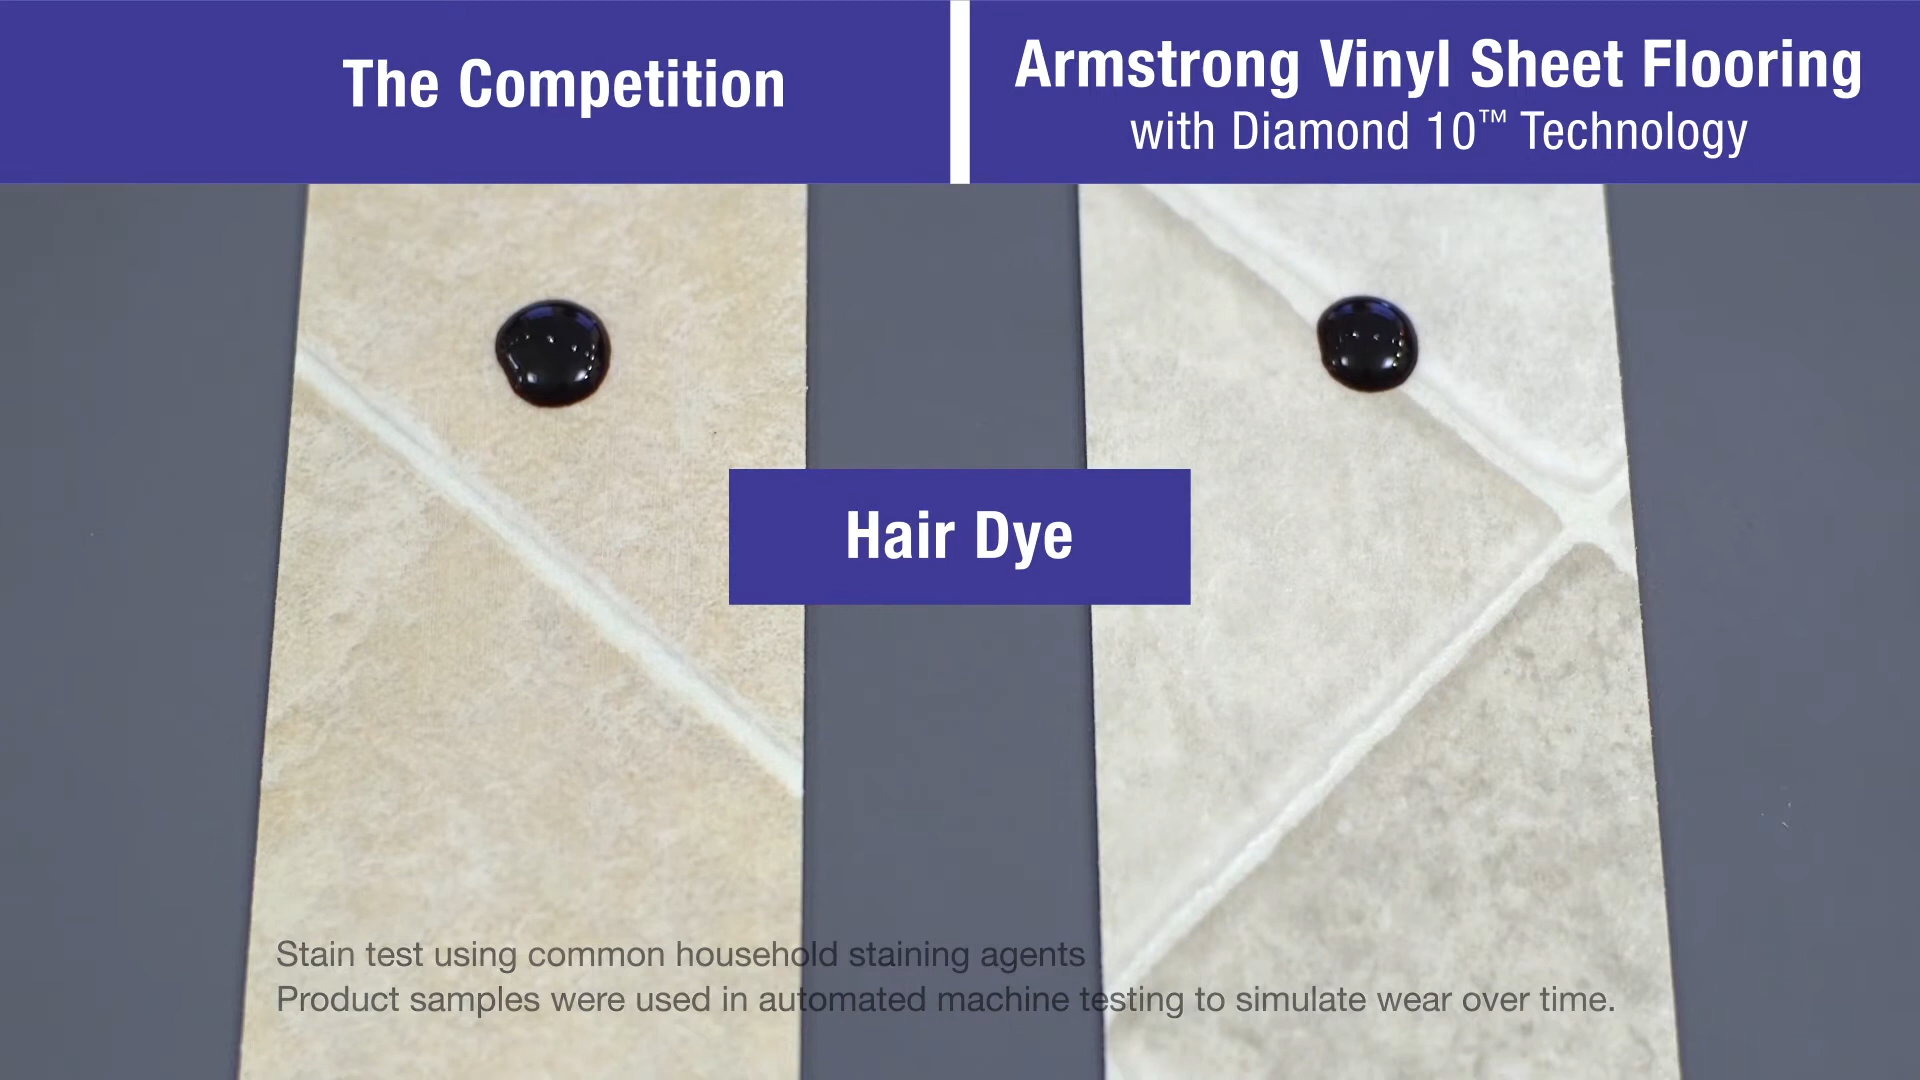 The Competition
Armstrong Vinyl Sheet Flooring
with Diamond 10™ Technology
Hair Dye
Stain test using common household staining agents
Product samples were used in automated machine testing to simulate wear over time.